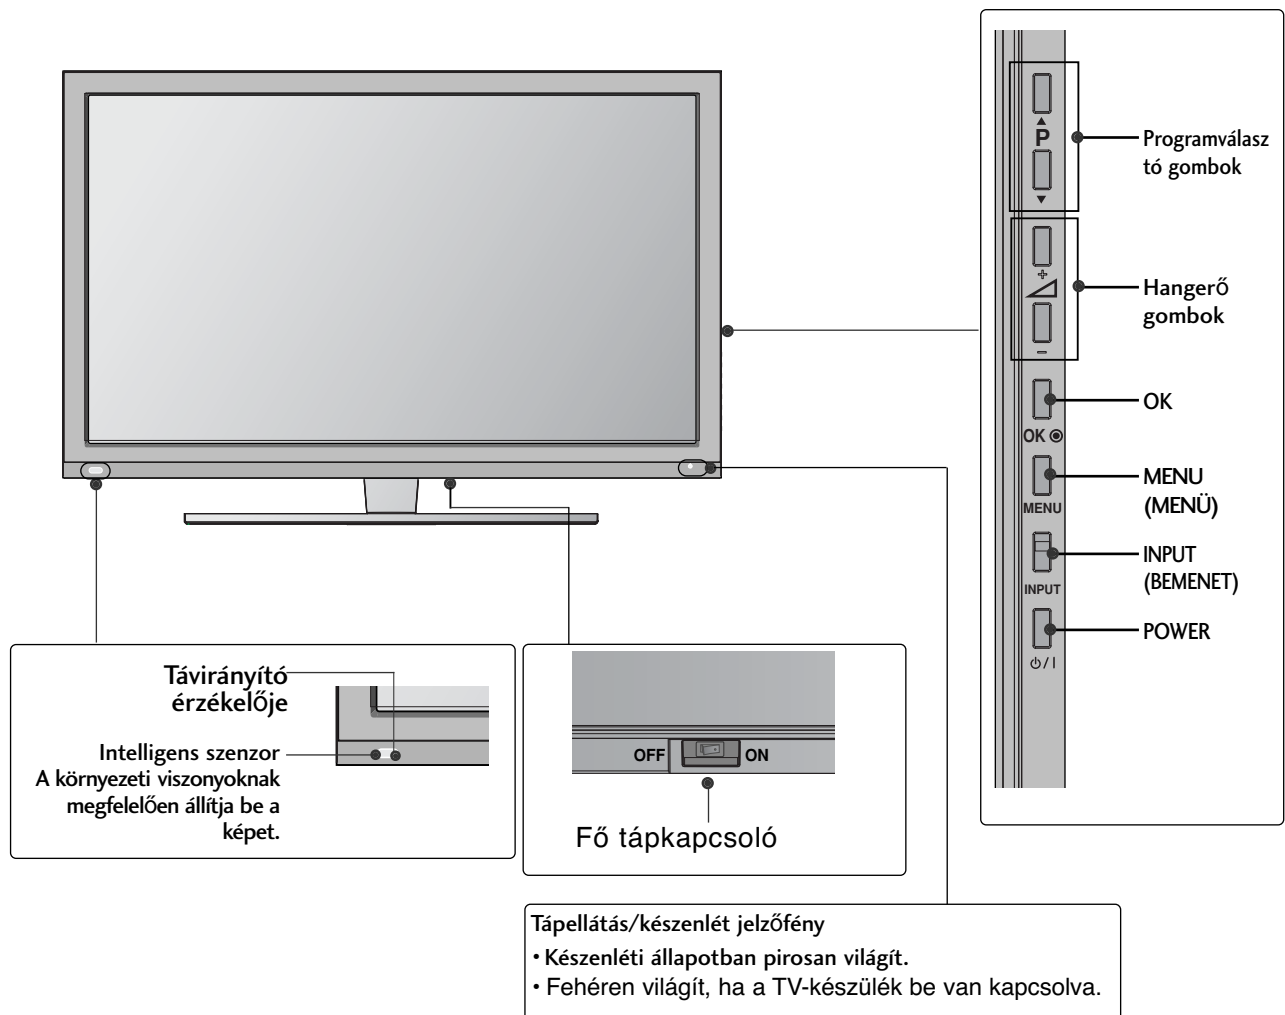 P
+
-
OK
MENU
INPUT
/ I
Programválasz
tó gombok
Hangerő
gombok
OK
MENU
(MENÜ)
INPUT
(BEMENET)
POWER
Távirányító
érzékelője
Intelligens szenzor
A környezeti viszonyoknak
megfelelően állítja be a
képet.
OFF
ON
Fő tápkapcsoló
Tápellátás/készenlét jelzőfény
• Készenléti állapotban pirosan világít.
• Fehéren világít, ha a TV-készülék be van kapcsolva.